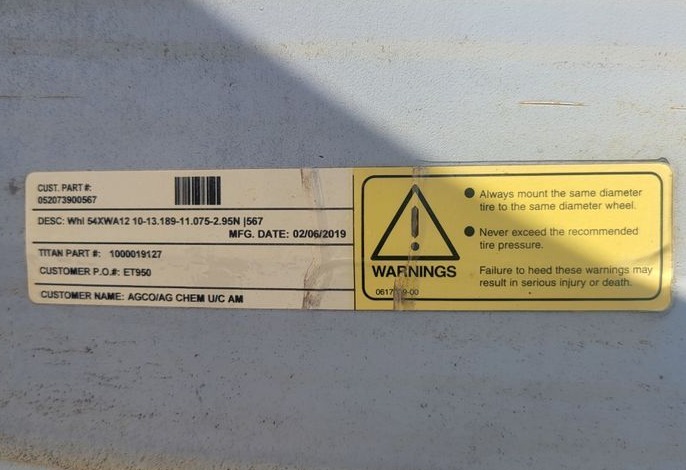 CUST. PART #:
052073900567
DESC: Whl 54XWA12 10-13.189-11.075-2.95N |567
MFG. DATE: 02/06/2019
TITAN PART #: 1000019127
CUSTOMER P.O.#: ET950
CUSTOMER NAME: AGCO/AG CHEM U/C AM
WARNINGS
Always mount the same diameter
tire to the same diameter wheel.
Never exceed the recommended
tire pressure.
Failure to heed these warnings may
result in serious injury or death.